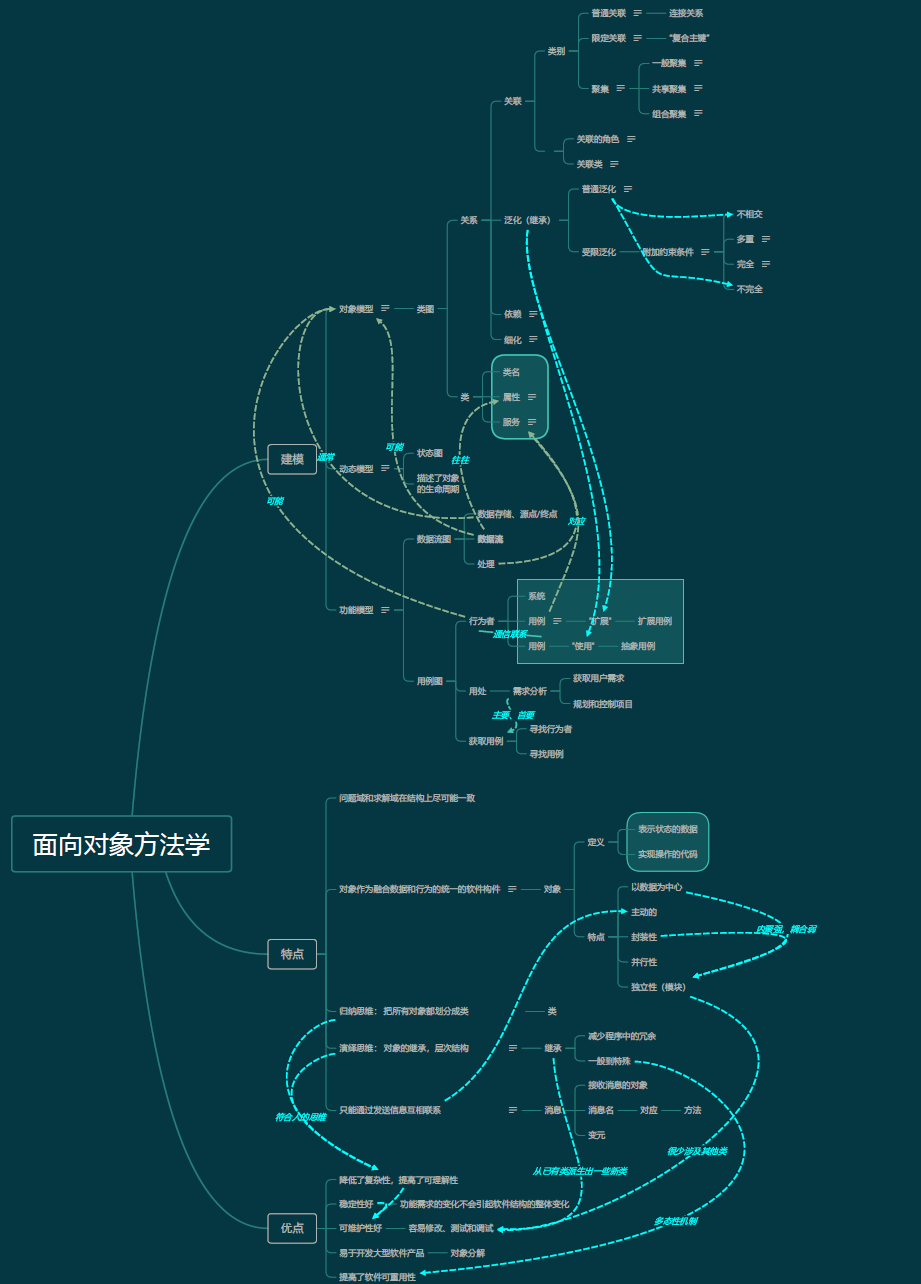 普通关联
连接关系
限定关联
"复合主键"
类别
一般聚集
聚集
共享聚集
组合聚集
关联
关联的角色
关联类
普通泛化
不相交
关系
泛化（继承）
多重
受限泛化
附加约束条件
完全
不完全
对象模型
类图
依赖
细化
类名
类
属性
服务
建模
通常
可能
往往
动态模型
状态图
描述了对象
的生命周期
可能
数据存储、源点/终点
对应
数据流图
数据流
处理
功能模型
系统
行为者
用例
"扩展"
扩展用例
通信联系
用例
"使用"
抽象用例
用例图
获取用户需求
用处
需求分析
规划和控制项目
主要、首要
寻找行为者
获取用例
寻找用例
问题域和求解域在结构上尽可能一致
面向对象方法学
表示状态的数据
定义
实现操作的代码
对象作为融合数据和行为的统一的软件构件
对象
以数据为中心
主动的
特点
封装性
内聚强，耦合弱
并行性
独立性（模块）
特点
归纳思维： 把所有对象都划分成类
类
减少程序中的冗余
演绎思维： 对象的继承，层次结构
继承
一般到特殊
接收消息的对象
只能通过发送信息互相联系
消息
消息名
对应
方法
符合人的思维
变元
很少涉及其他类
从已有类派生出一些新类
降低了复杂性，提高了可理解性
稳定性好
功能需求的变化不会引起软件结构的整体变化
多态性机制
优点
可维护性好
容易修改、测试和调试
易于开发大型软件产品
对象分解
提高了软件可重用性